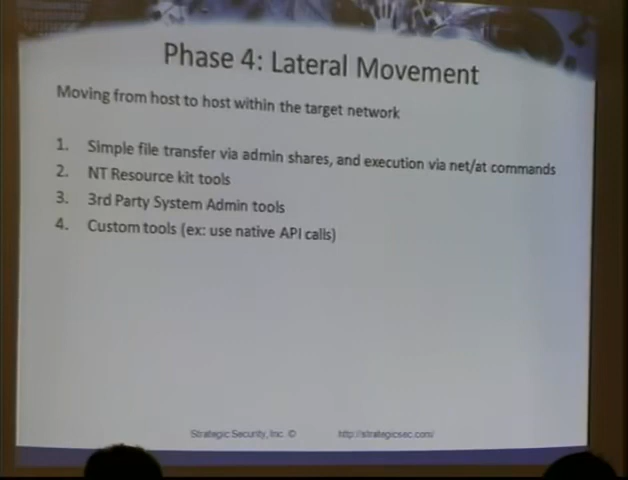 Phase 4: Lateral Movement
Moving from host to host within the target network
1. Simple file transfer via admin shares, and execution via net/at commands
2. NT Resource kit tools
3. 3rd Party System Admin tools
4. Custom tools (ex: use native API calls)
Strategic Security, Inc. © http://strategicsec.com/